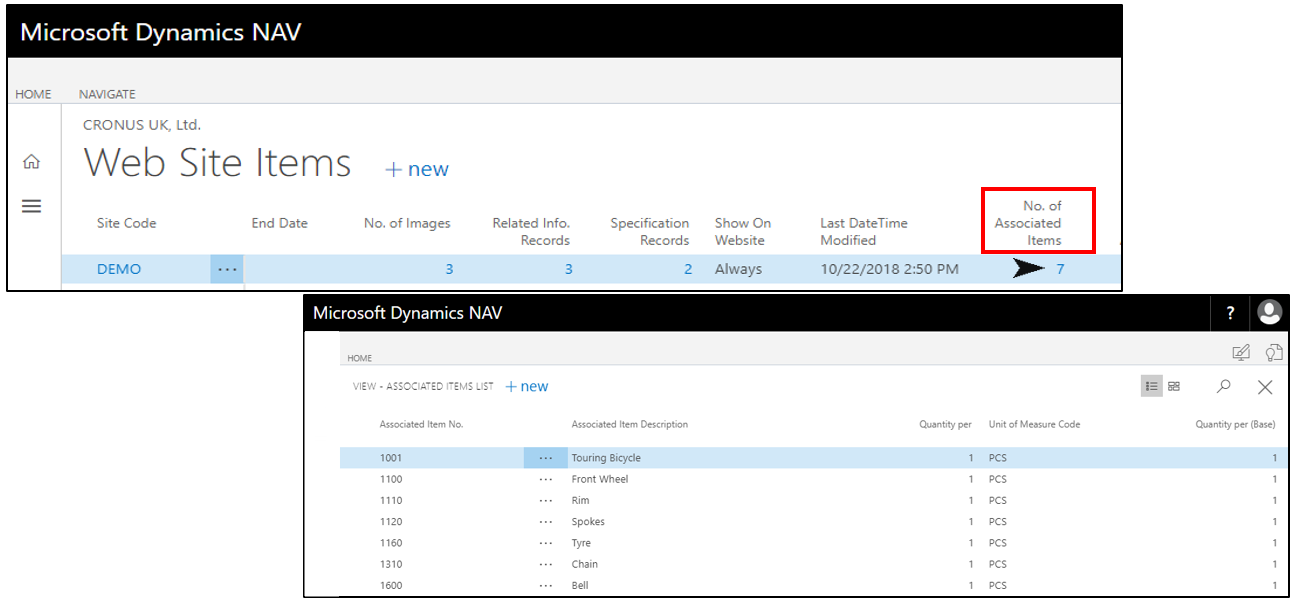 Microsoft Dynamics NAV
HOME NAVIGATE
CRONUS UK, Ltd.
Web Site Items + new
Site Code End Date No. of Images Related Info. Records Specification Records Show On Website Last DateTime Modified No. of Associated Items
DEMO ... 3 3 2 Always 10/22/2018 2:50 PM 7
Microsoft Dynamics NAV ?
HOME
VIEW - ASSOCIATED ITEMS LIST + new
Associated Item No. Associated Item Description Quantity per Unit of Measure Code Quantity per (Base)
1001 ... Touring Bicycle 1 PCS 1
1100 ... Front Wheel 1 PCS 1
1110 ... Rim 1 PCS 1
1120 ... Spokes 1 PCS 1
1160 ... Tyre 1 PCS 1
1310 ... Chain 1 PCS 1
1600 ... Bell 1 PCS 1